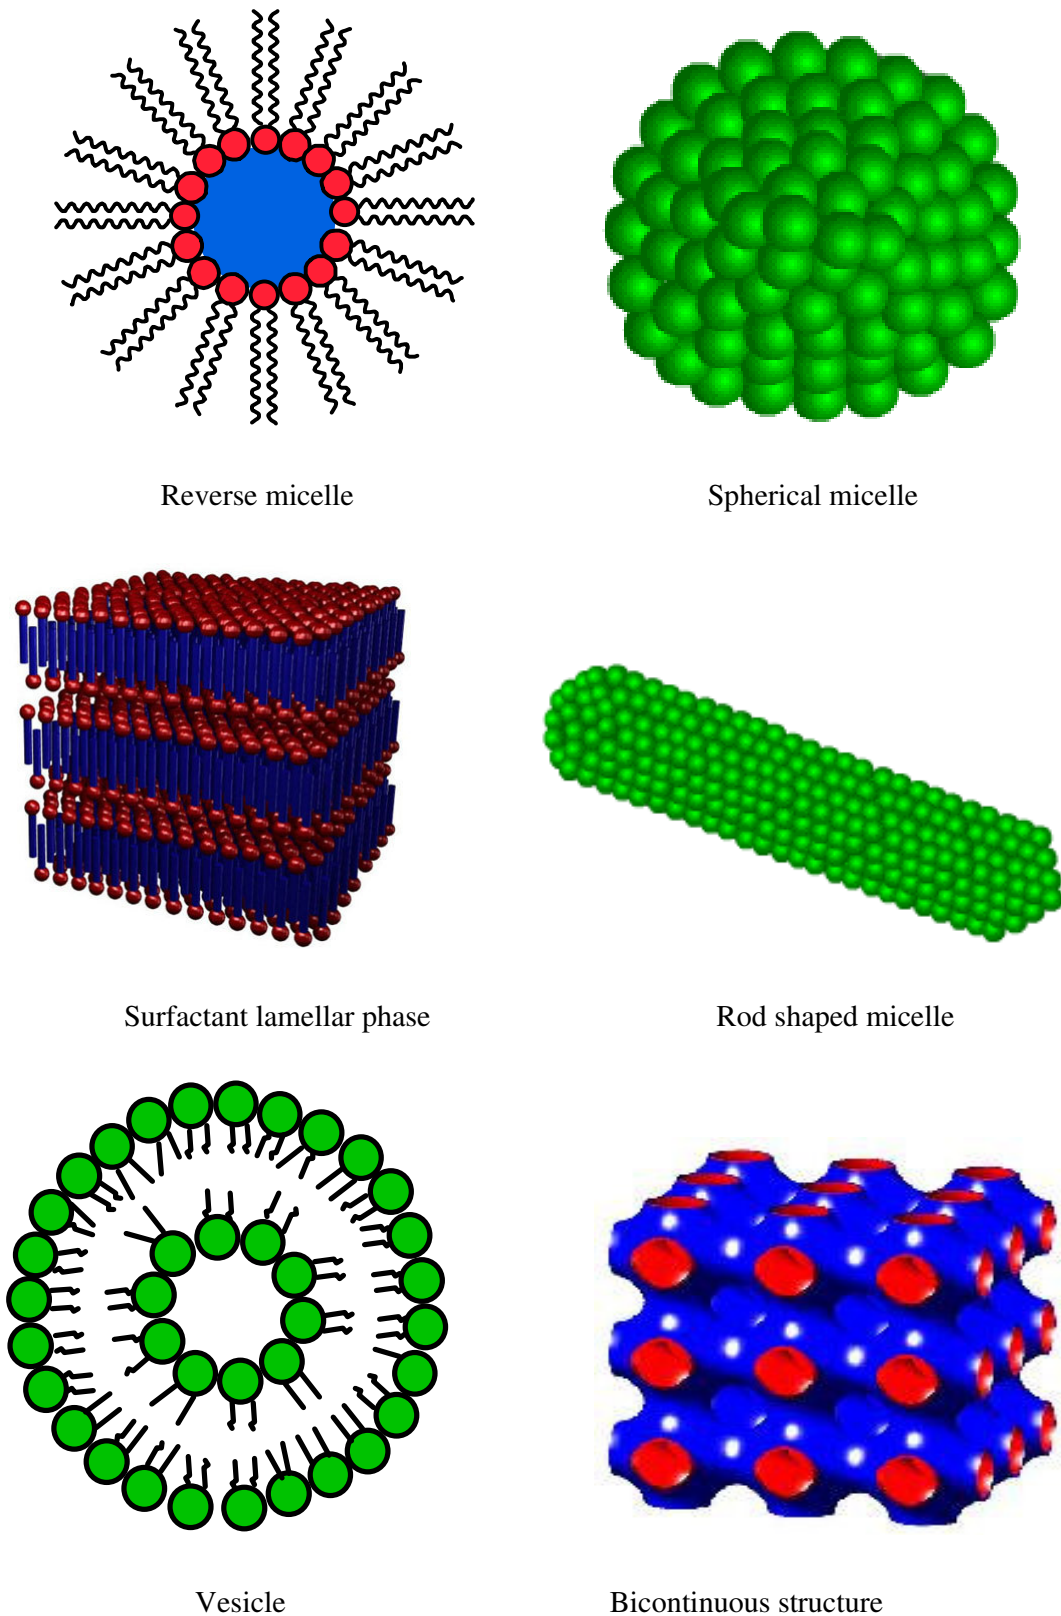 Reverse micelle
Spherical micelle
Surfactant lamellar phase
Rod shaped micelle
Vesicle
Bicontinuous structure